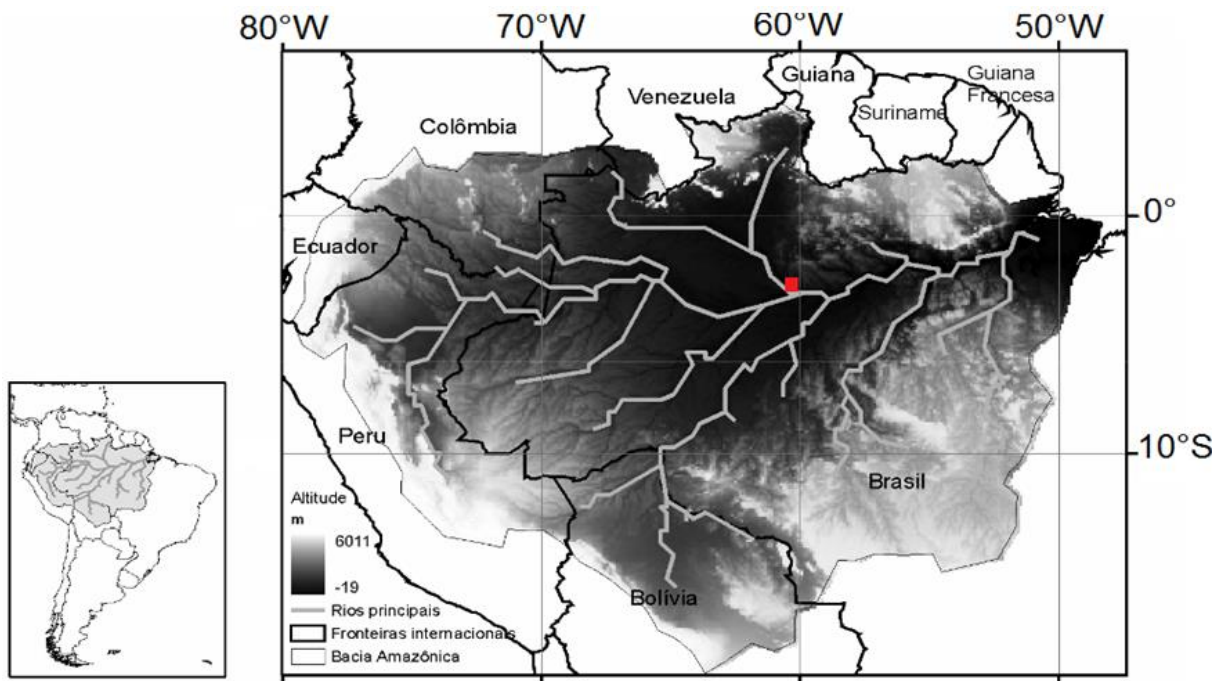 80°W 70°W 60°W 50°W
Guiana
Guiana
Francesa
Venezuela
Suriname
Colômbia
0°
Ecuador
Peru
10°S
Brasil
Altitude
m
6011
-19
Bolívia
Rios principais
Fronteiras internacionais
Bacia Amazônica